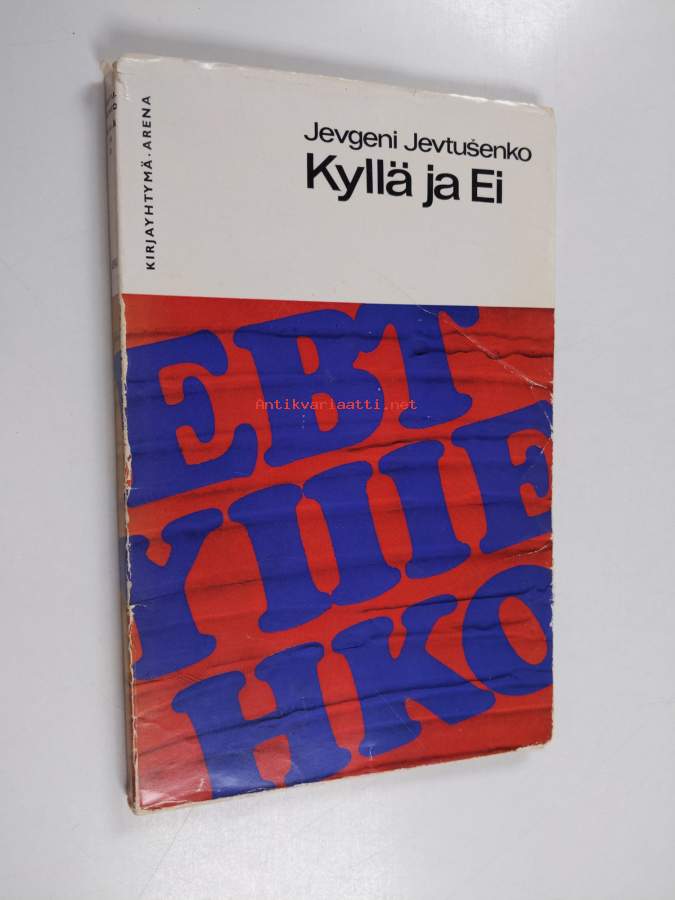 Jevgeni Jevtušenko
Kyllä ja Ei
KIRJAYHTYMÄ·ARENA
ЕВТ
УШЕ
НКО
Antikvariaatti.net